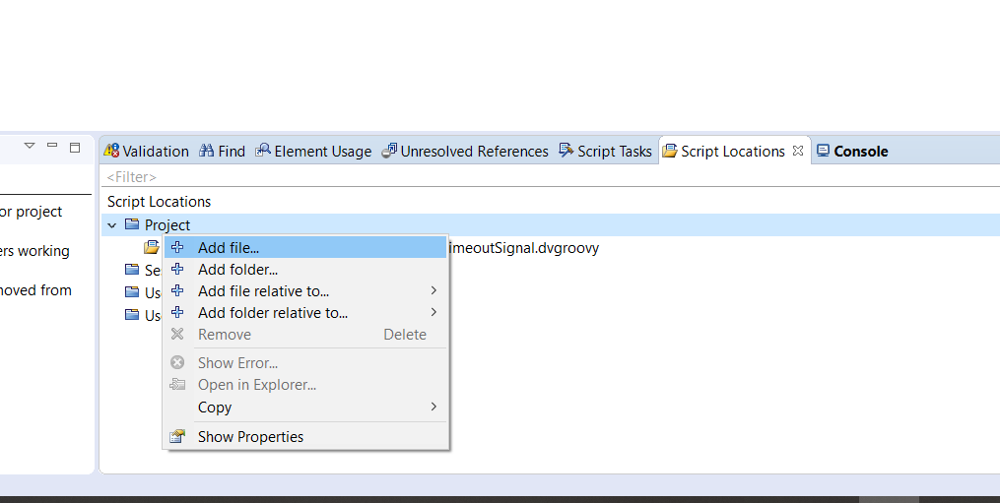 Validation Find Element Usage Unresolved References Script Tasks Script Locations Console
<Filter>
Script Locations
or project
Project
ers working
Add file...
imeoutSignal.dvgroovy
Se
Add folder...
noved from
Us
Add file relative to...
Us
Add folder relative to...
Remove Delete
Show Error...
Open in Explorer...
Copy
Show Properties